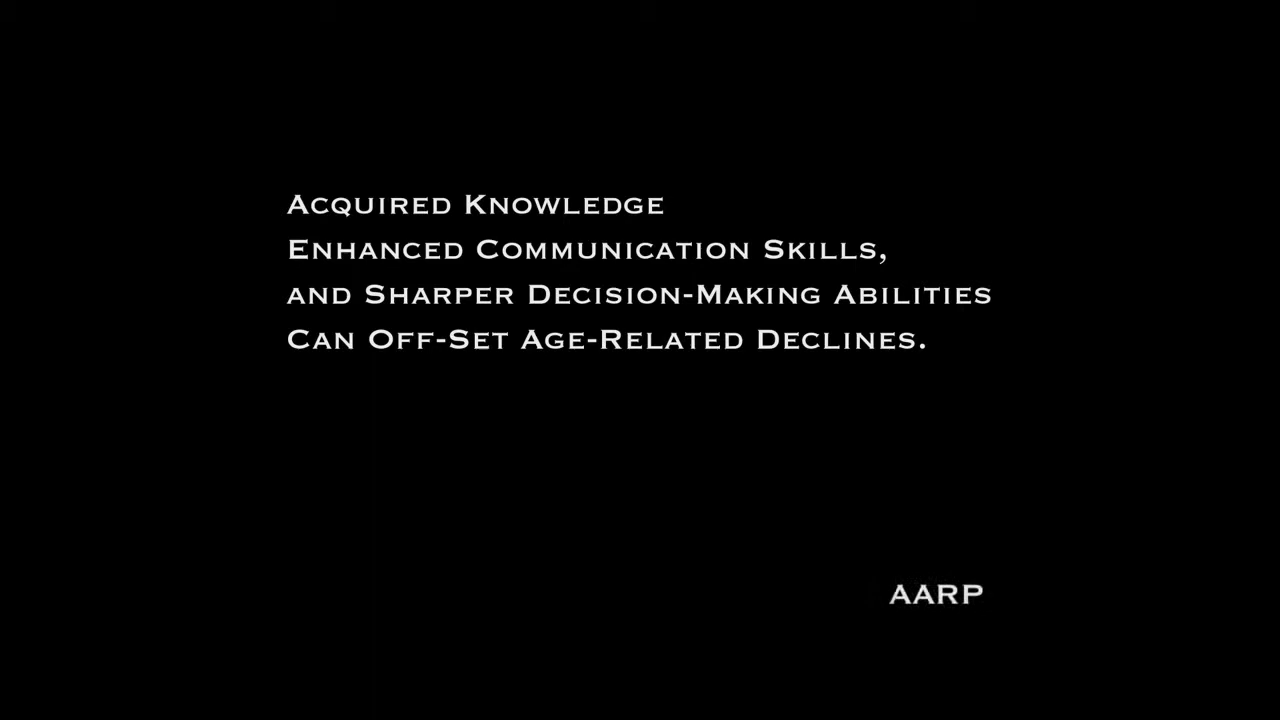 Acquired Knowledge
Enhanced Communication Skills,
and Sharper Decision-Making Abilities
Can Off-Set Age-Related Declines.
AARP